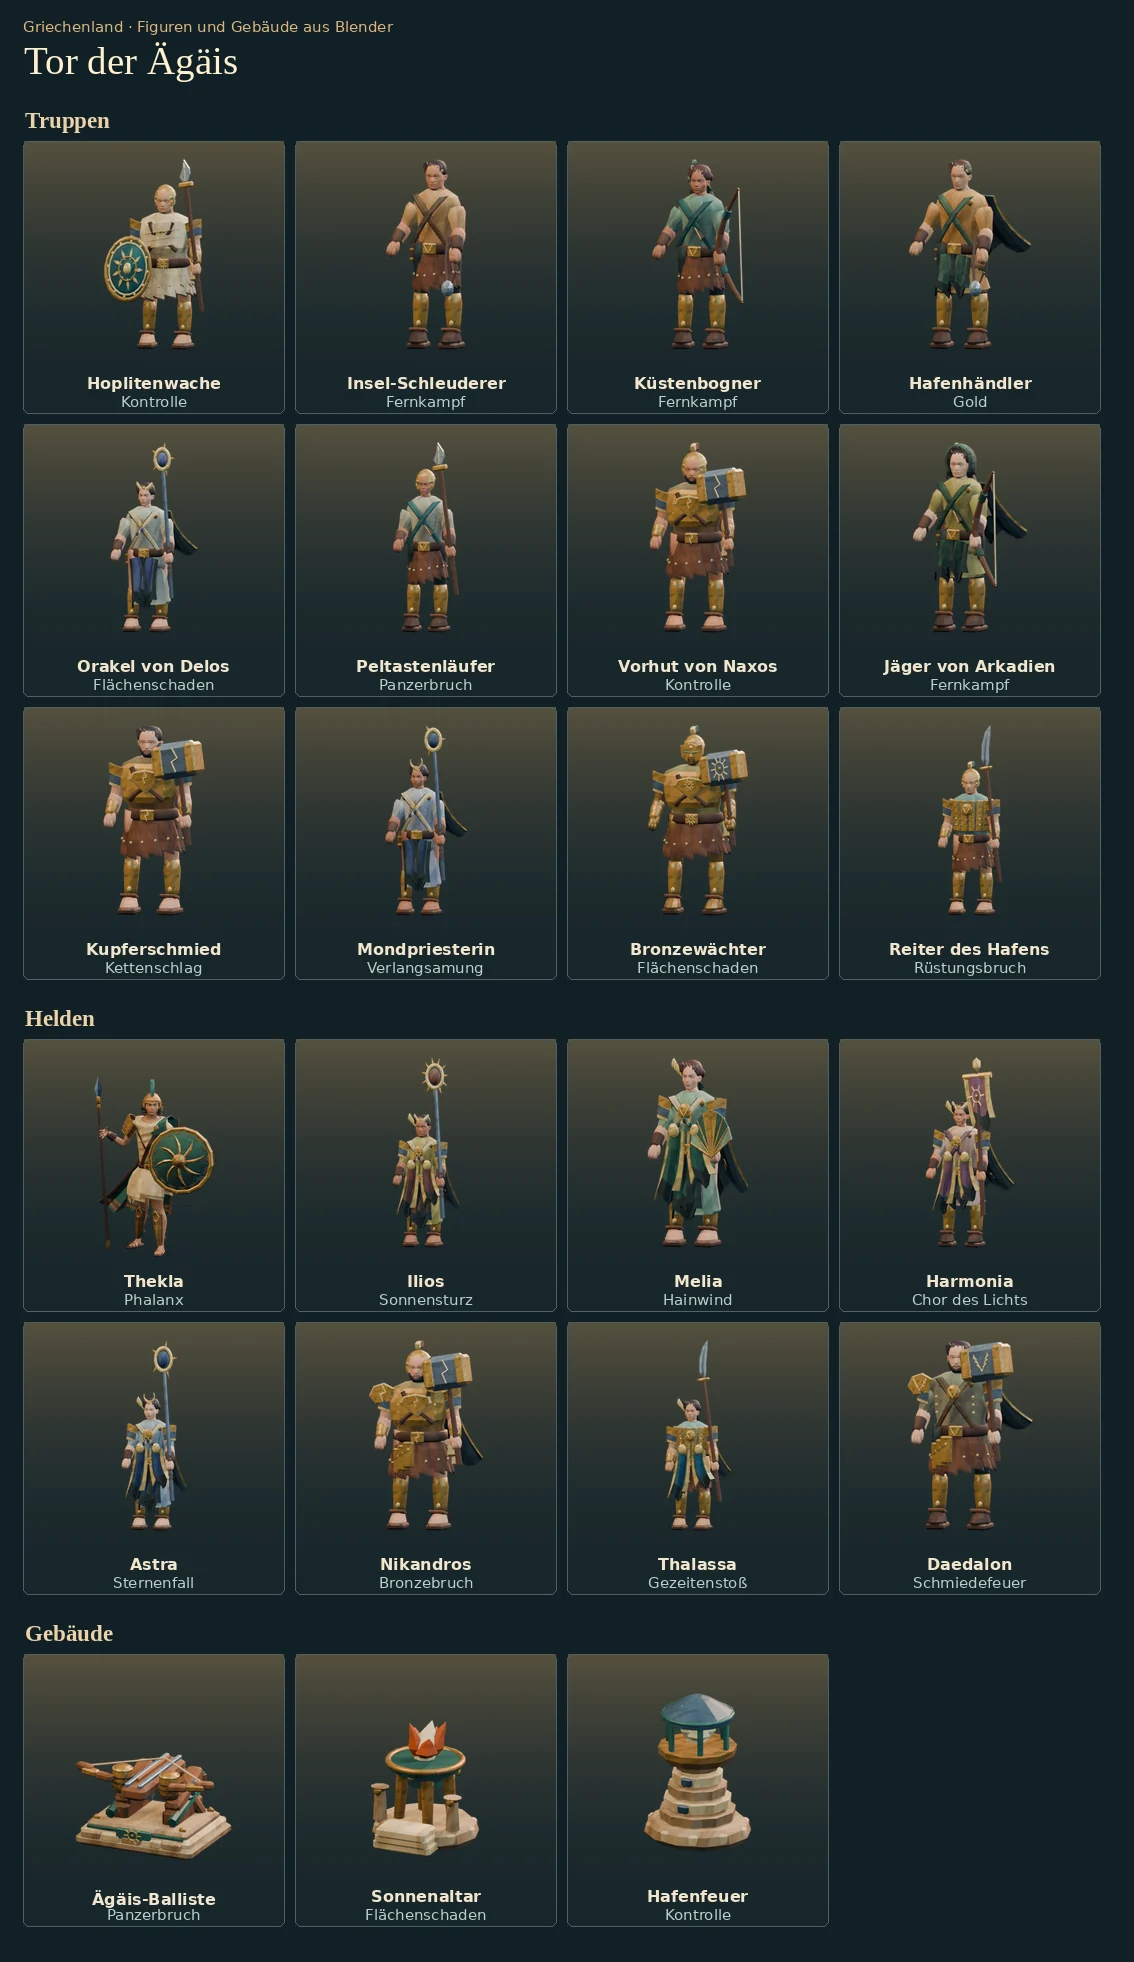 Griechenland · Figuren und Gebäude aus Blender
Tor der Ägäis
Truppen
Hoplitenwache
Kontrolle
Insel-Schleuderer
Fernkampf
Küstenbogner
Fernkampf
Hafenhändler
Gold
Orakel von Delos
Flächenschaden
Peltastenläufer
Panzerbruch
Vorhut von Naxos
Kontrolle
Jäger von Arkadien
Fernkampf
Kupferschmied
Kettenschlag
Mondpriesterin
Verlangsamung
Bronzewächter
Flächenschaden
Reiter des Hafens
Rüstungsbruch
Helden
Thekla
Phalanx
Ilios
Sonnensturz
Melia
Hainwind
Harmonia
Chor des Lichts
Astra
Sternenfall
Nikandros
Bronzebruch
Thalassa
Gezeitenstoß
Daedalon
Schmiedefeuer
Gebäude
Ägäis-Balliste
Panzerbruch
Sonnenaltar
Flächenschaden
Hafenfeuer
Kontrolle